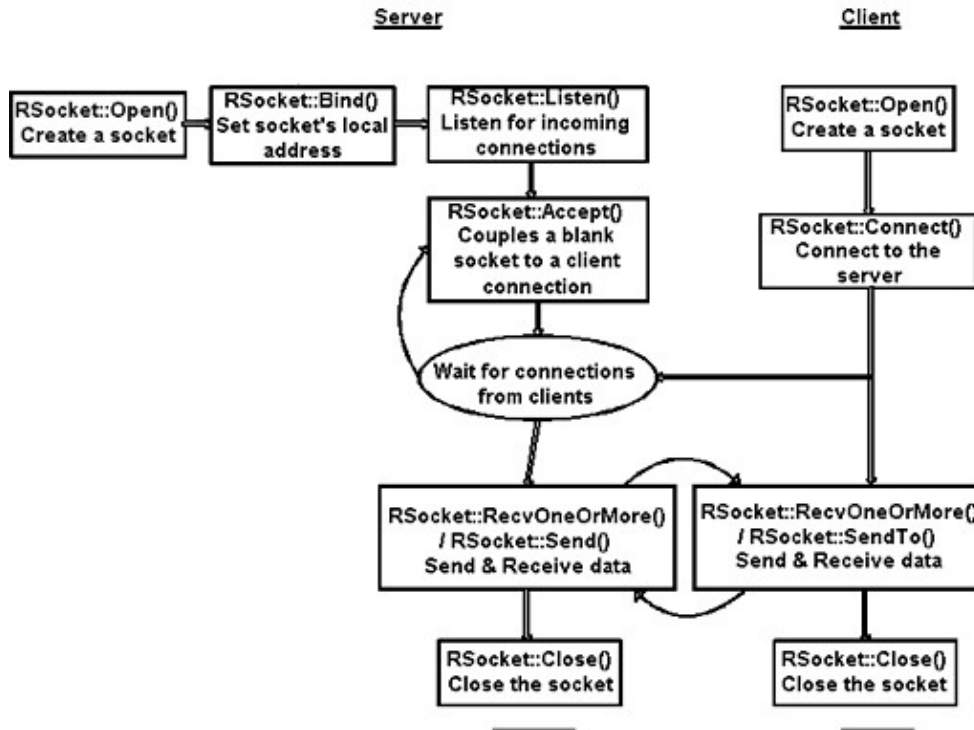 Server
Client
RSocket::Open()
Create a socket
RSocket::Bind()
Set socket's local
address
RSocket::Listen()
Listen for incoming
connections
RSocket::Accept()
Couples a blank
socket to a client
connection
Wait for connections
from clients
RSocket::RecvOneOrMore()
/ RSocket::Send()
Send & Receive data
RSocket::Close()
Close the socket
RSocket::Open()
Create a socket
RSocket::Connect()
Connect to the
server
RSocket::RecvOneOrMore()
/ RSocket::SendTo()
Send & Receive data
RSocket::Close()
Close the socket